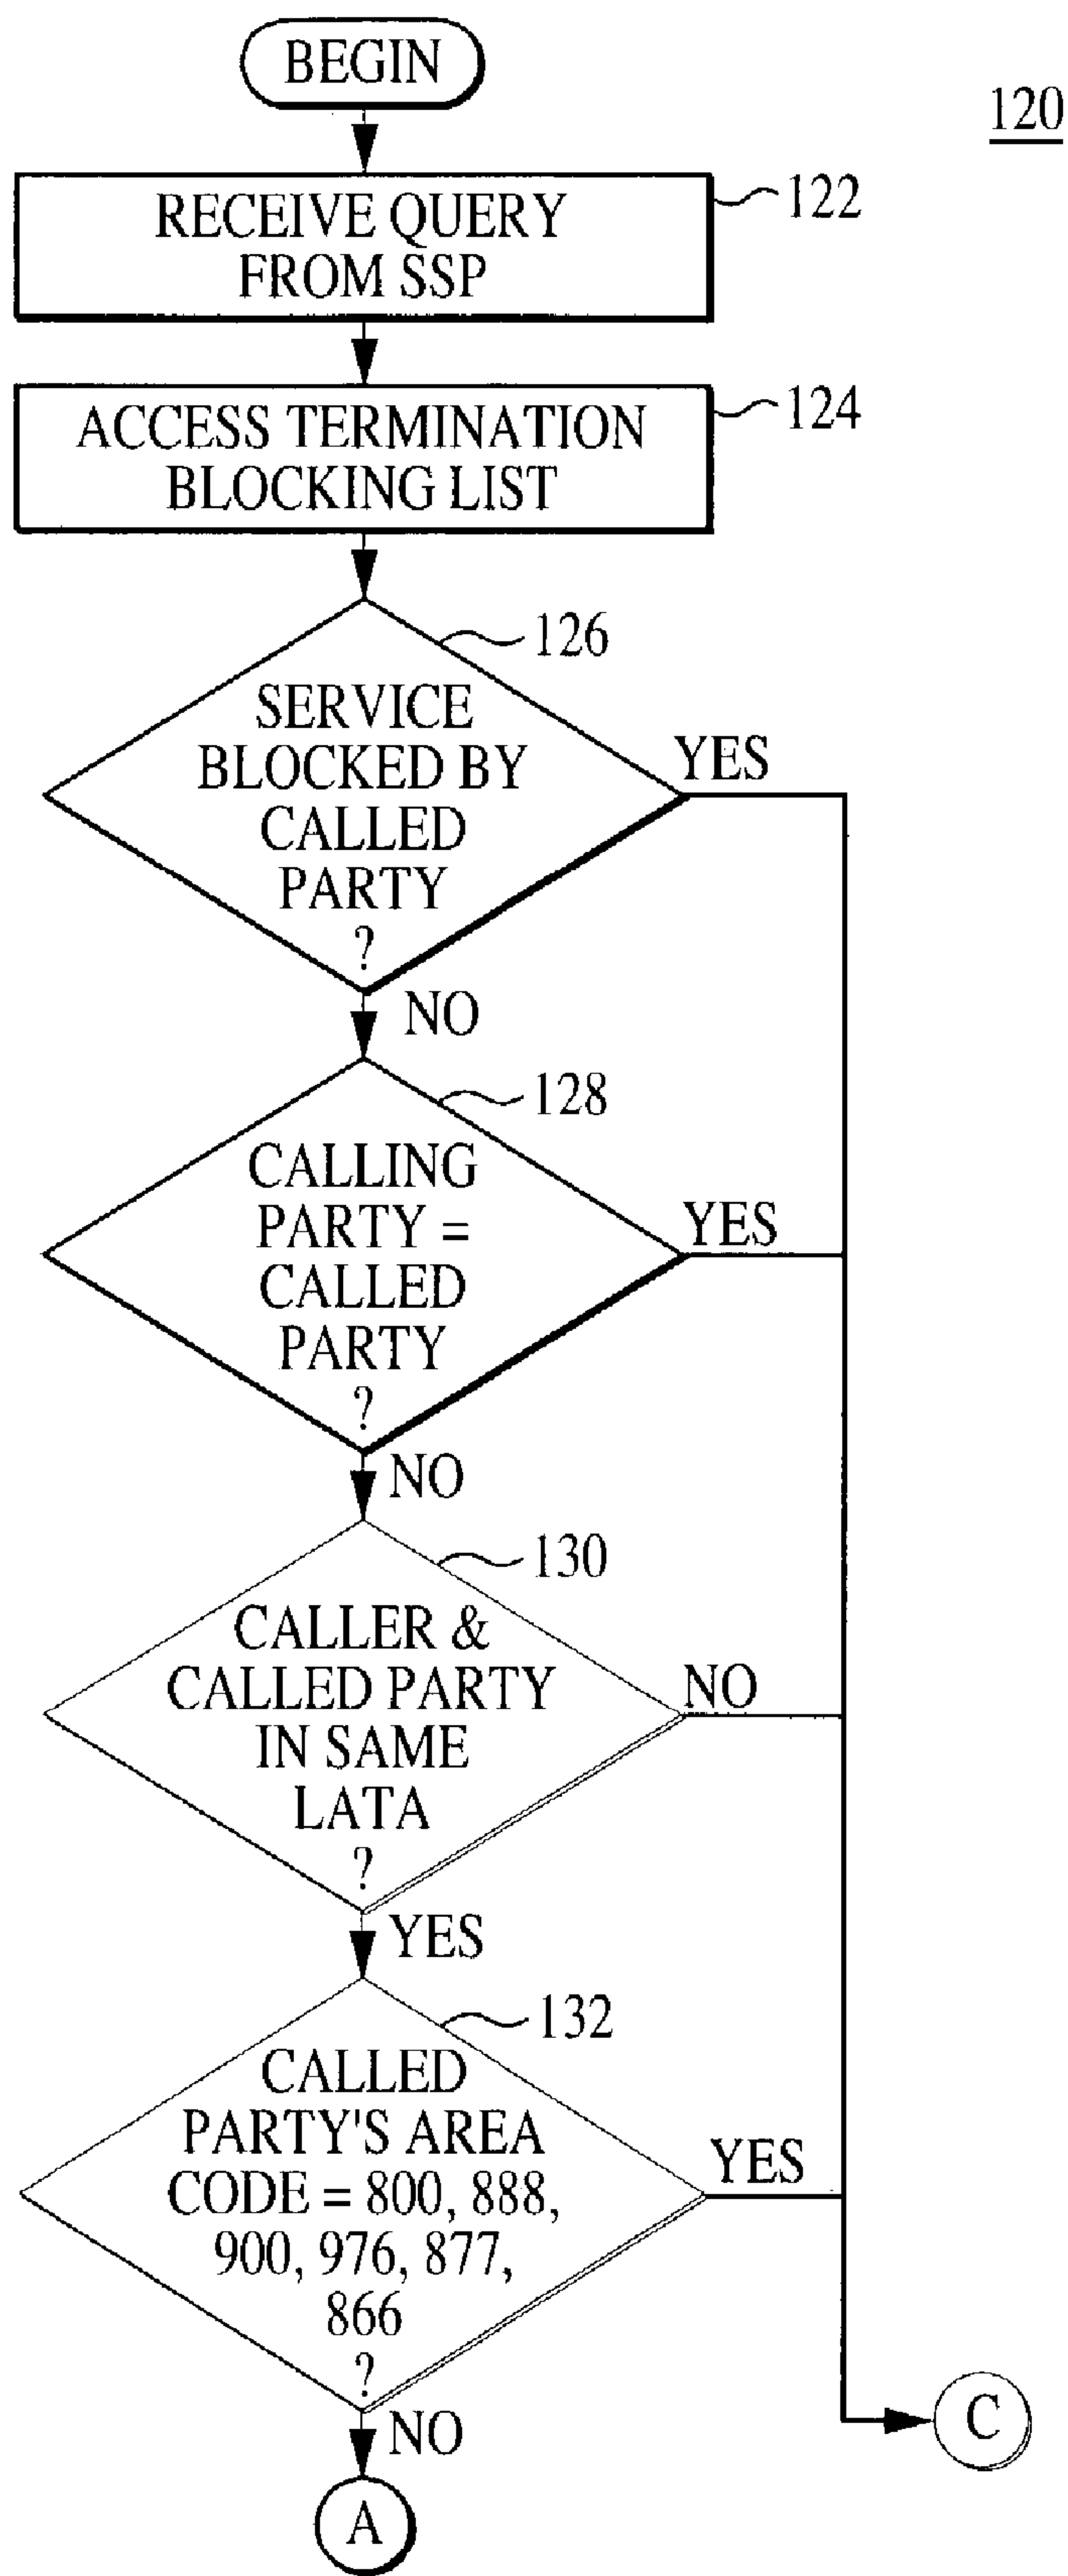 BEGIN
120
RECEIVE QUERY
FROM SSP
122
ACCESS TERMINATION
BLOCKING LIST
124
126
SERVICE
BLOCKED BY
CALLED
PARTY
?
YES
NO
128
CALLING
PARTY =
CALLED
PARTY
?
YES
NO
130
CALLER &
CALLED PARTY
IN SAME
LATA
?
NO
YES
132
CALLED
PARTY'S AREA
CODE = 800, 888,
900, 976, 877,
866
?
YES
NO
C
A